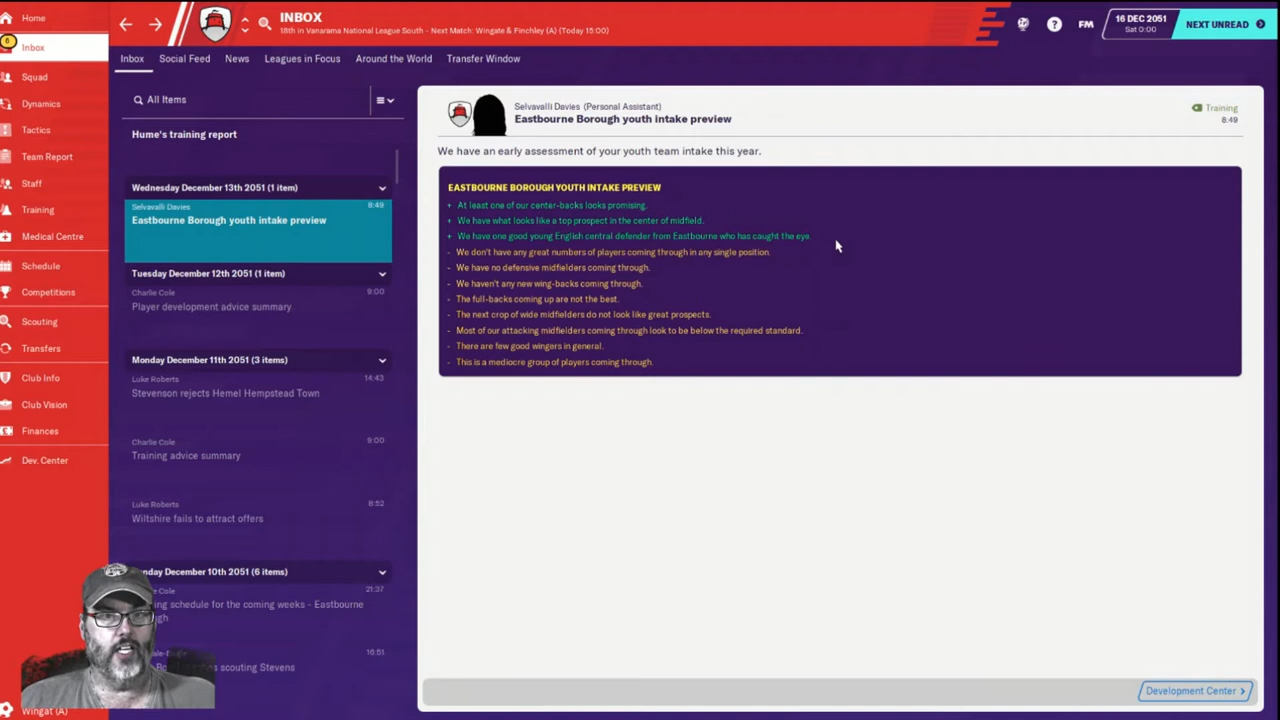 Home
Inbox
6
Squad
Dynamics
Tactics
Team Report
Staff
Training
Medical Centre
Schedule
Competitions
Scouting
Transfers
Club Info
Club Vision
Finances
Dev. Center
Wingat (A)
INBOX
18th in Vanarama National League South - Next Match: Wingate & Finchley (A) (Today 15:00)
?
FM
16 DEC 2051
Sat 0:00
NEXT UNREAD
Inbox Social Feed News Leagues in Focus Around the World Transfer Window
All Items
Hume's training report
Wednesday December 13th 2051 (1 item)
Selvavalli Davies 8:49
Eastbourne Borough youth intake preview
Tuesday December 12th 2051 (1 item)
Charlie Cole 9:00
Player development advice summary
Monday December 11th 2051 (3 items)
Luke Roberts 14:43
Stevenson rejects Hemel Hempstead Town
Charlie Cole 9:00
Training advice summary
Luke Roberts 8:52
Wiltshire fails to attract offers
nday December 10th 2051 (6 items)
e Cole 21:37
ing schedule for the coming weeks - Eastbourne
gh
16:51
s scouting Stevens
Selvavalli Davies (Personal Assistant)
Eastbourne Borough youth intake preview
Training
8:49
We have an early assessment of your youth team intake this year.
EASTBOURNE BOROUGH YOUTH INTAKE PREVIEW
+ At least one of our center-backs looks promising.
+ We have what looks like a top prospect in the center of midfield.
+ We have one good young English central defender from Eastbourne who has caught the eye.
- We don't have any great numbers of players coming through in any single position.
- We have no defensive midfielders coming through.
- We haven't any new wing-backs coming through.
- The full-backs coming up are not the best.
- The next crop of wide midfielders do not look like great prospects.
- Most of our attacking midfielders coming through look to be below the required standard.
- There are few good wingers in general.
- This is a mediocre group of players coming through.
Development Center